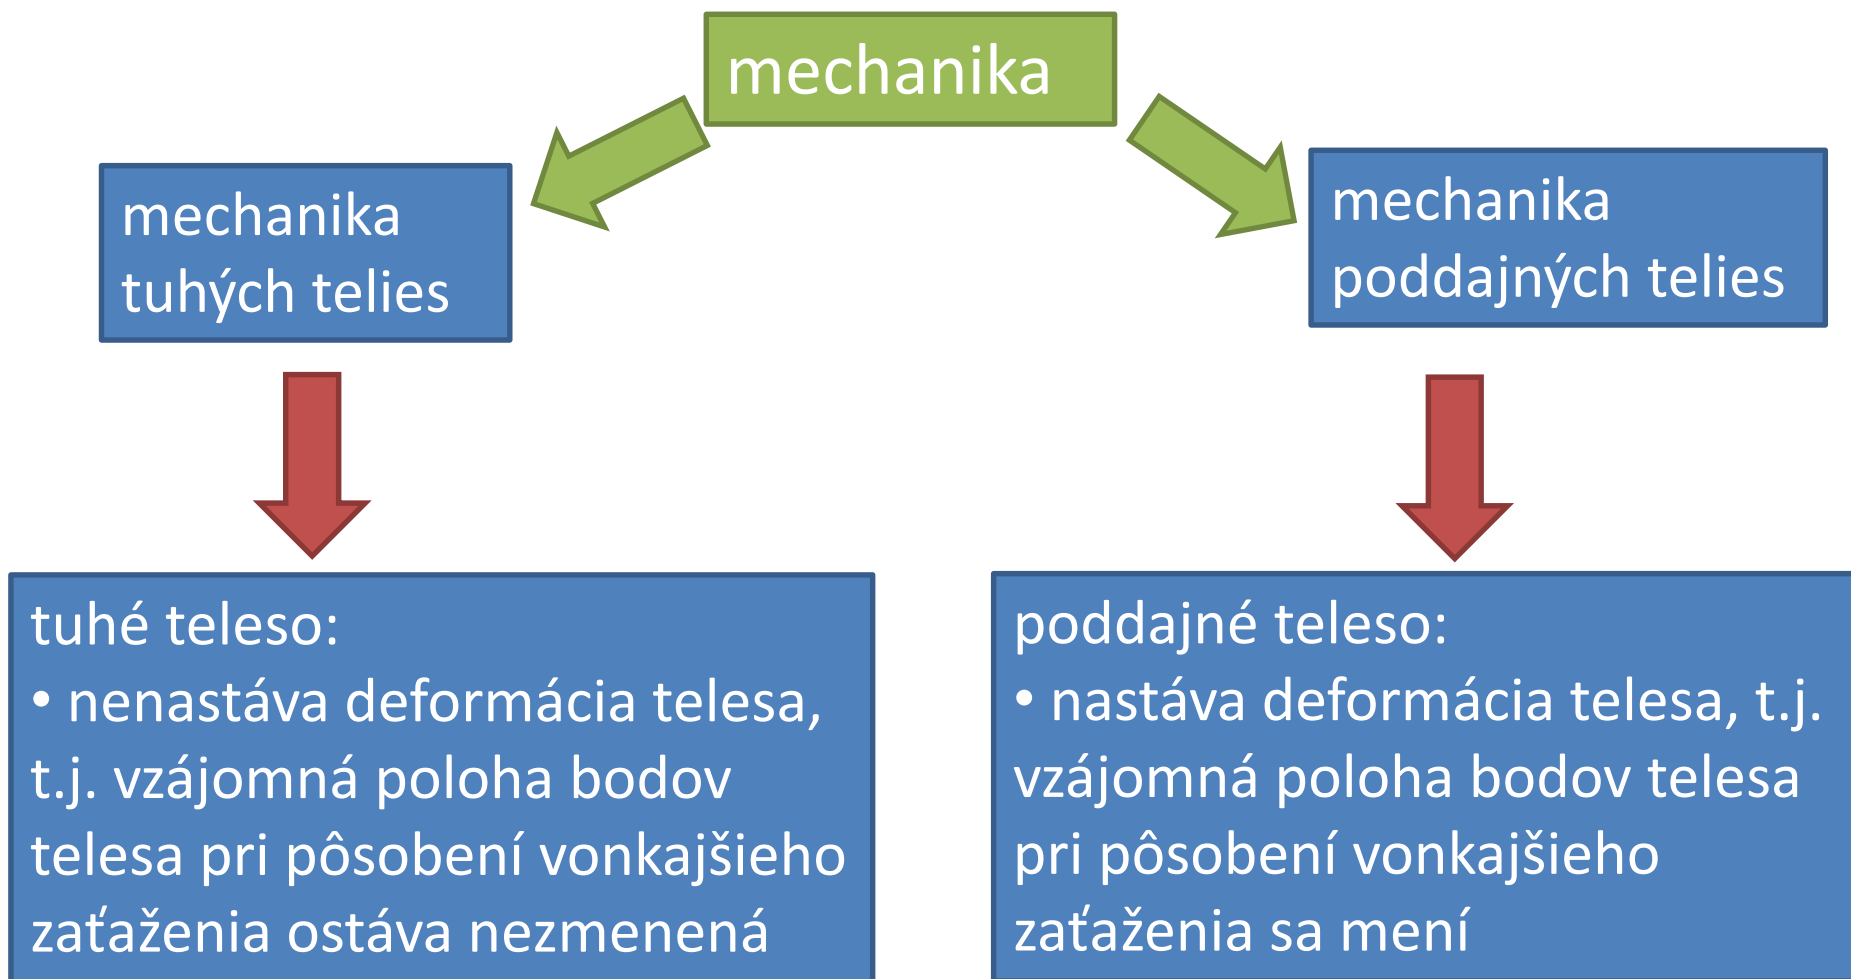 mechanika
mechanika
tuhých telies
mechanika
poddajných telies
tuhé teleso:
• nenastáva deformácia telesa,
t.j. vzájomná poloha bodov
telesa pri pôsobení vonkajšieho
zaťaženia ostáva nezmenená
poddajné teleso:
• nastáva deformácia telesa, t.j.
vzájomná poloha bodov telesa
pri pôsobení vonkajšieho
zaťaženia sa mení